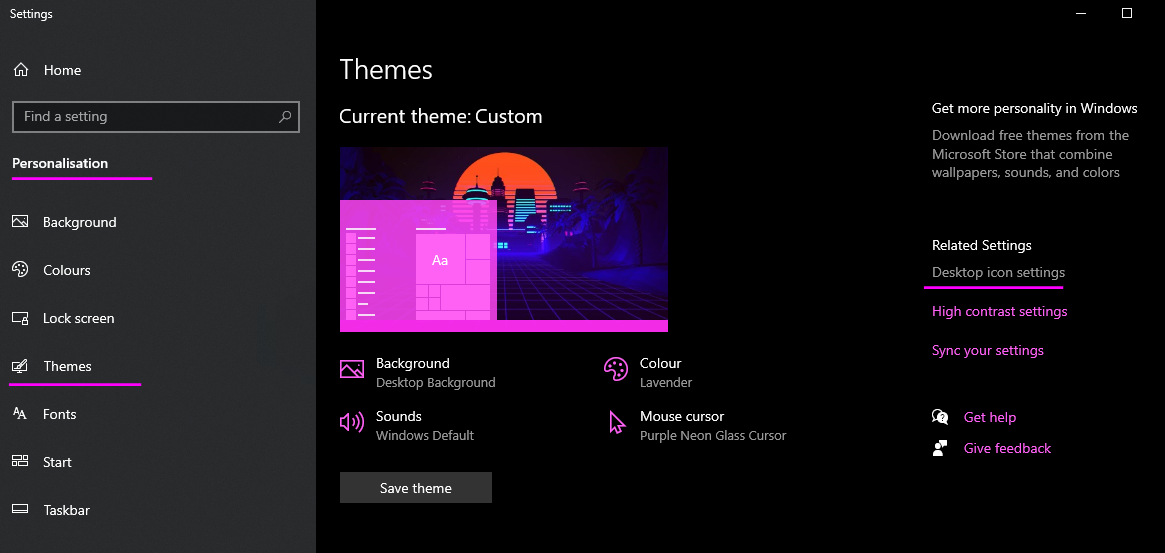 Settings
Home
Find a setting
Personalisation
Background
Colours
Lock screen
Themes
Fonts
Start
Taskbar
Themes
Current theme: Custom
Aa
Background
Desktop Background
Colour
Lavender
Sounds
Windows Default
Mouse cursor
Purple Neon Glass Cursor
Save theme
Get more personality in Windows
Download free themes from the
Microsoft Store that combine
wallpapers, sounds, and colors
Related Settings
Desktop icon settings
High contrast settings
Sync your settings
Get help
Give feedback